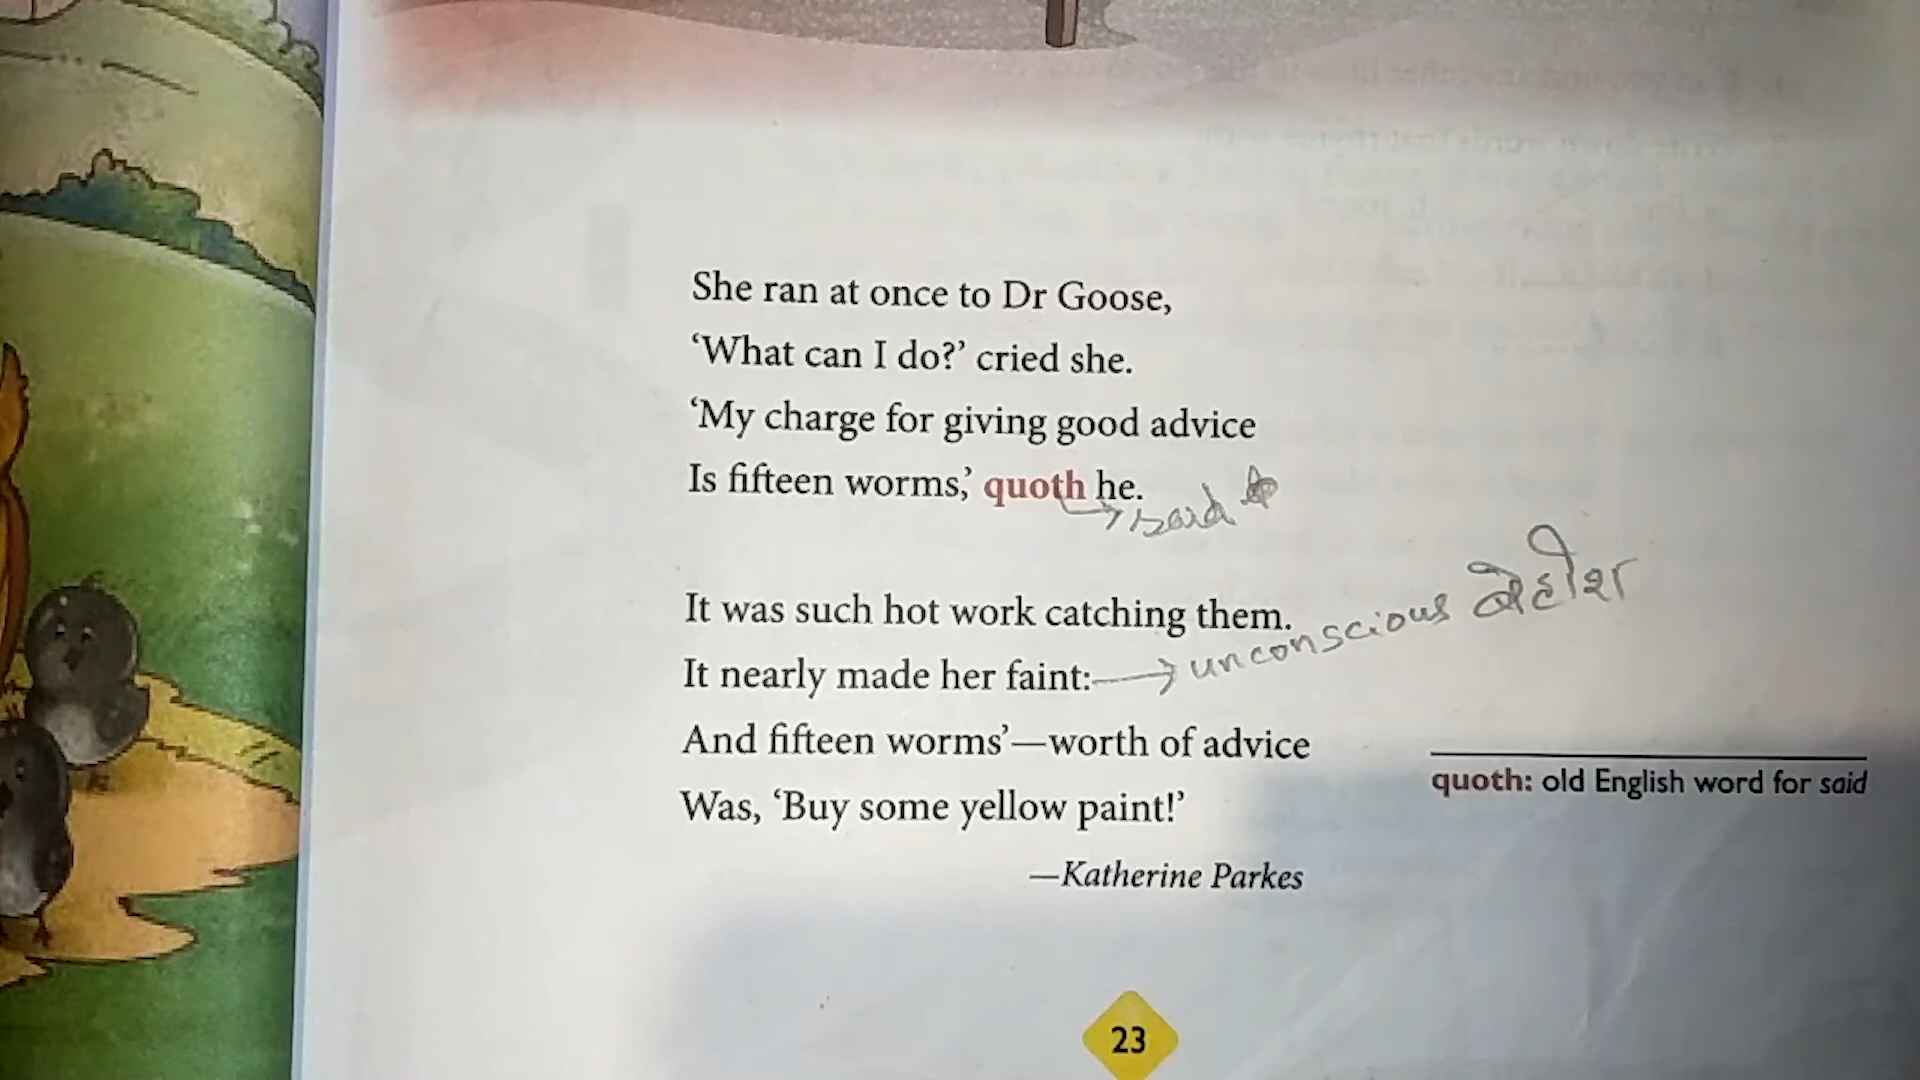 She ran at once to Dr Goose,
‘What can I do?’ cried she.
‘My charge for giving good advice
Is fifteen worms,’ quoth he.
said
It was such hot work catching them.
It nearly made her faint:
unconscious बेहोश
And fifteen worms’—worth of advice
Was, ‘Buy some yellow paint!’
—Katherine Parkes
quoth: old English word for said
23